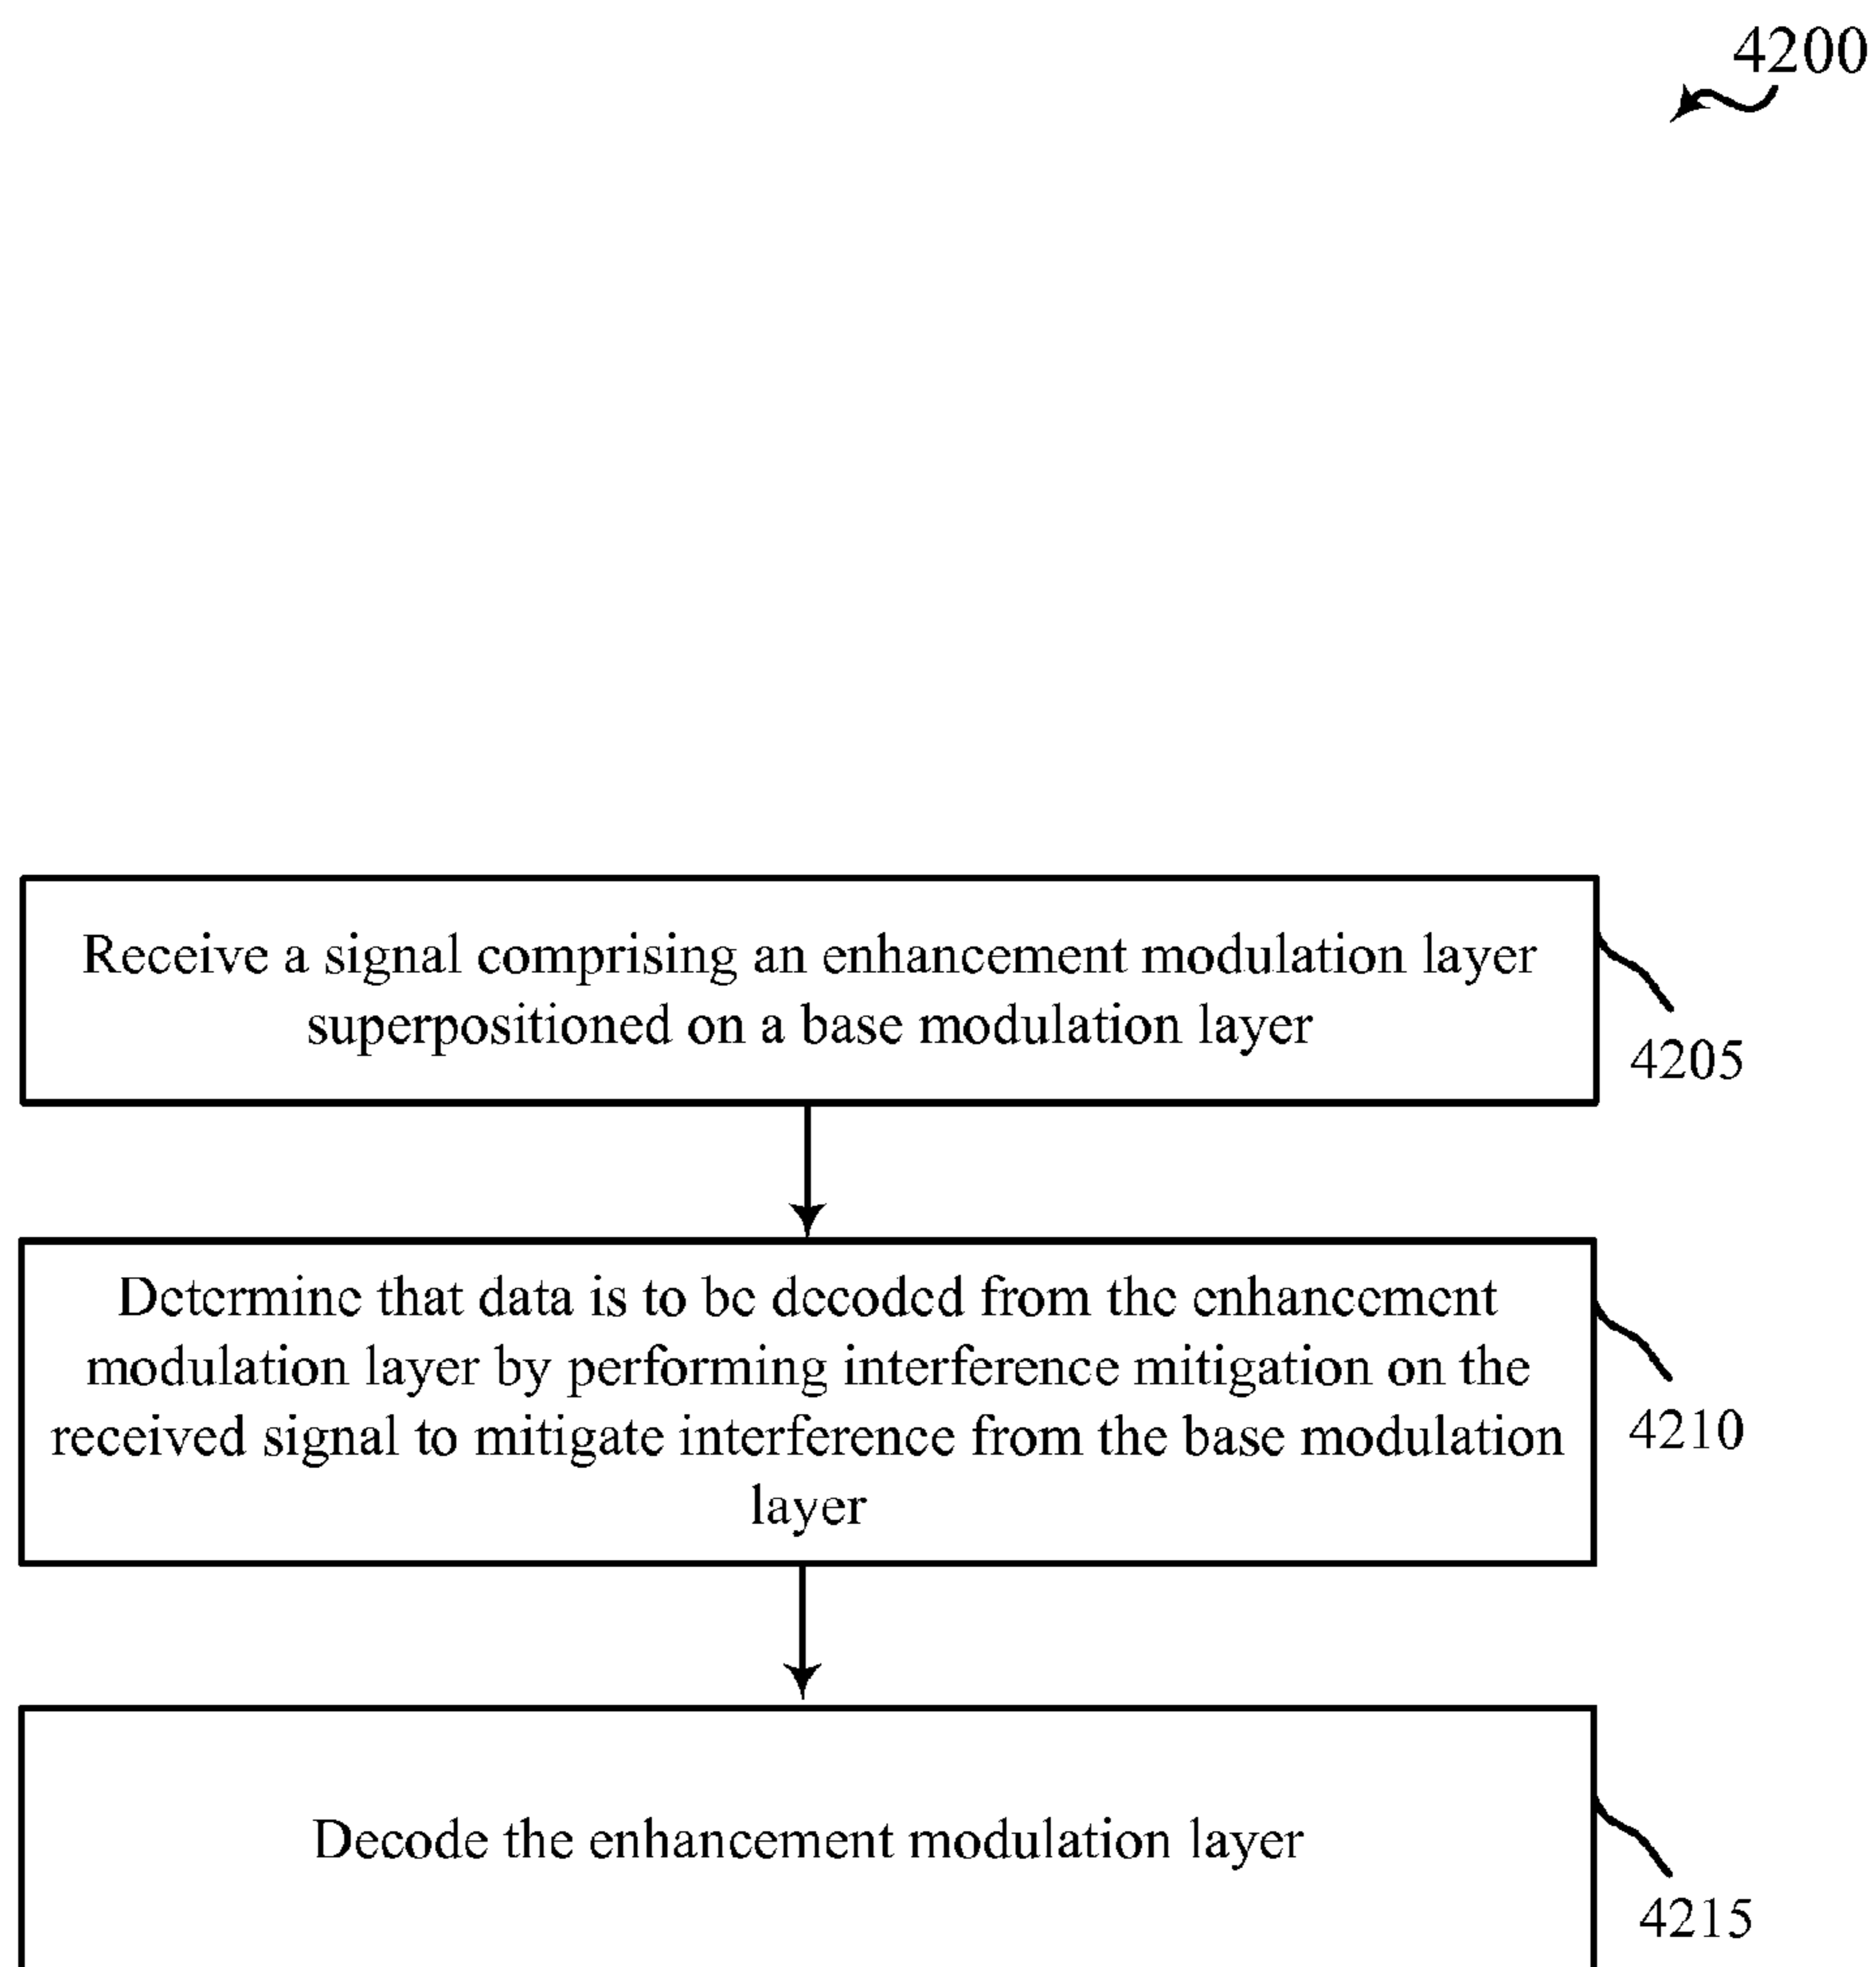 4200
Receive a signal comprising an enhancement modulation layer
superpositioned on a base modulation layer
4205
Determine that data is to be decoded from the enhancement
modulation layer by performing interference mitigation on the
received signal to mitigate interference from the base modulation
layer
4210
Decode the enhancement modulation layer
4215